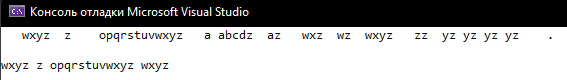 Консоль отладки Microsoft Visual Studio
   wxyz  z    opqrstuvwxyz   a abcdz  az   wxz  wz  wxyz   zz  yz yz yz yz    .
wxyz z opqrstuvwxyz wxyz